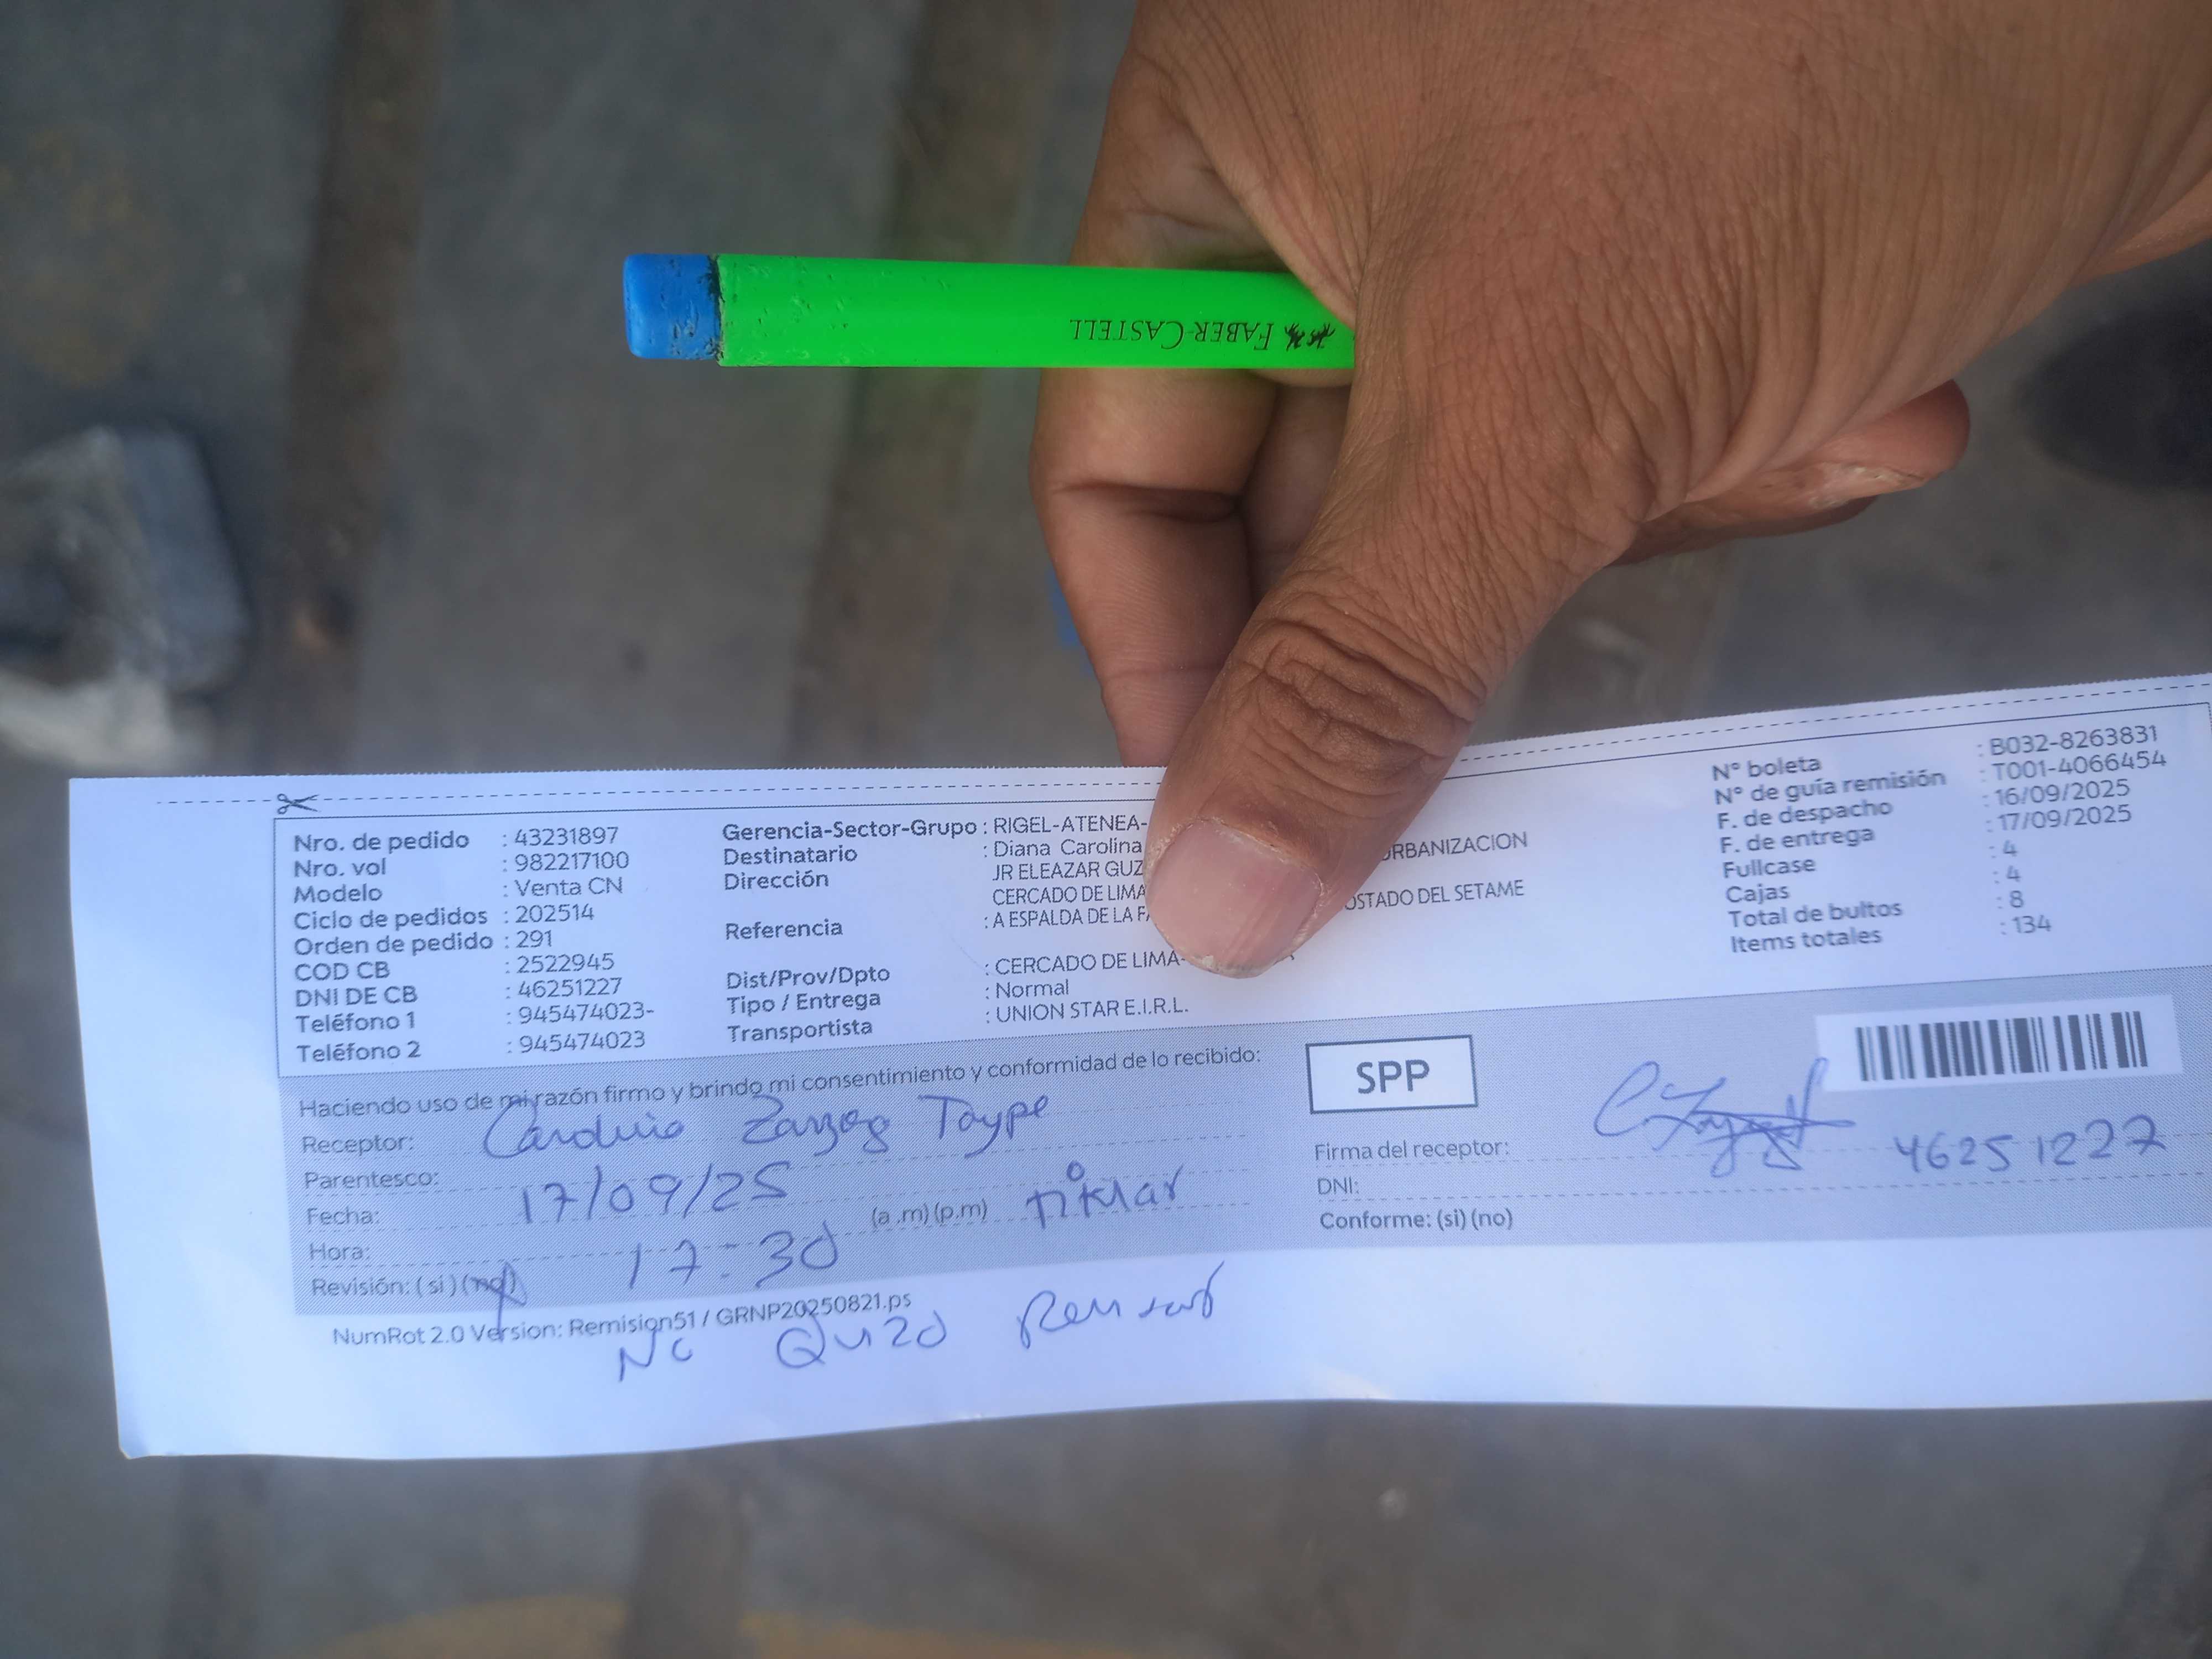 FABER-CASTELL
Nro. de pedido : 43231897
Nro. vol : 982217100
Modelo : Venta CN
Ciclo de pedidos : 202514
Orden de pedido : 291
COD CB : 2522945
DNI DE CB : 46251227
Teléfono 1 : 945474023-
Teléfono 2 : 945474023
Gerencia-Sector-Grupo : RIGEL-ATENEA-
Destinatario : Diana Carolina
Dirección JR ELEAZAR GUZ RBANIZACION
CERCADO DE LIMA
Referencia : A ESPALDA DE LA F OSTADO DEL SETAME
Dist/Prov/Dpto : CERCADO DE LIMA-
Tipo / Entrega : Normal
Transportista : UNION STAR E.I.R.L.
N° boleta : B032-8263831
N° de guía remisión : T001-4066454
F. de despacho : 16/09/2025
F. de entrega : 17/09/2025
Fullcase : 4
Cajas : 4
Total de bultos : 8
Items totales : 134
Haciendo uso de mi razón firmo y brindo mi consentimiento y conformidad de lo recibido:
Receptor: Taype
Parentesco:
Fecha: 17/09/25 (a .m) (p.m)
Hora: 17:30
Revisión: ( si ) (no)
NumRot 2.0 Version: Remision51 / GRNP20250821.ps
No Quzo
SPP
Firma del receptor:
DNI: 46251227
Conforme: (si) (no)